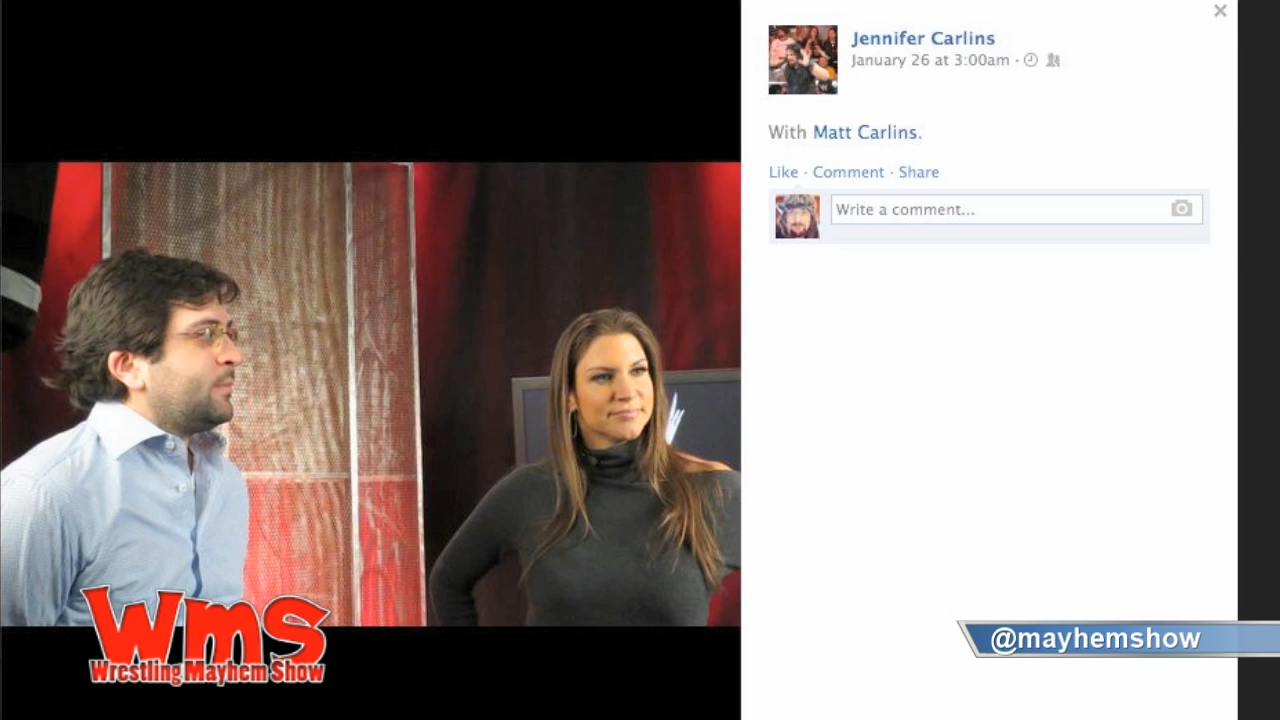 Jennifer Carlins
January 26 at 3:00am ·
With Matt Carlins.
Like · Comment · Share
Write a comment...
Wms
Wrestling Mayhem Show
@mayhemshow